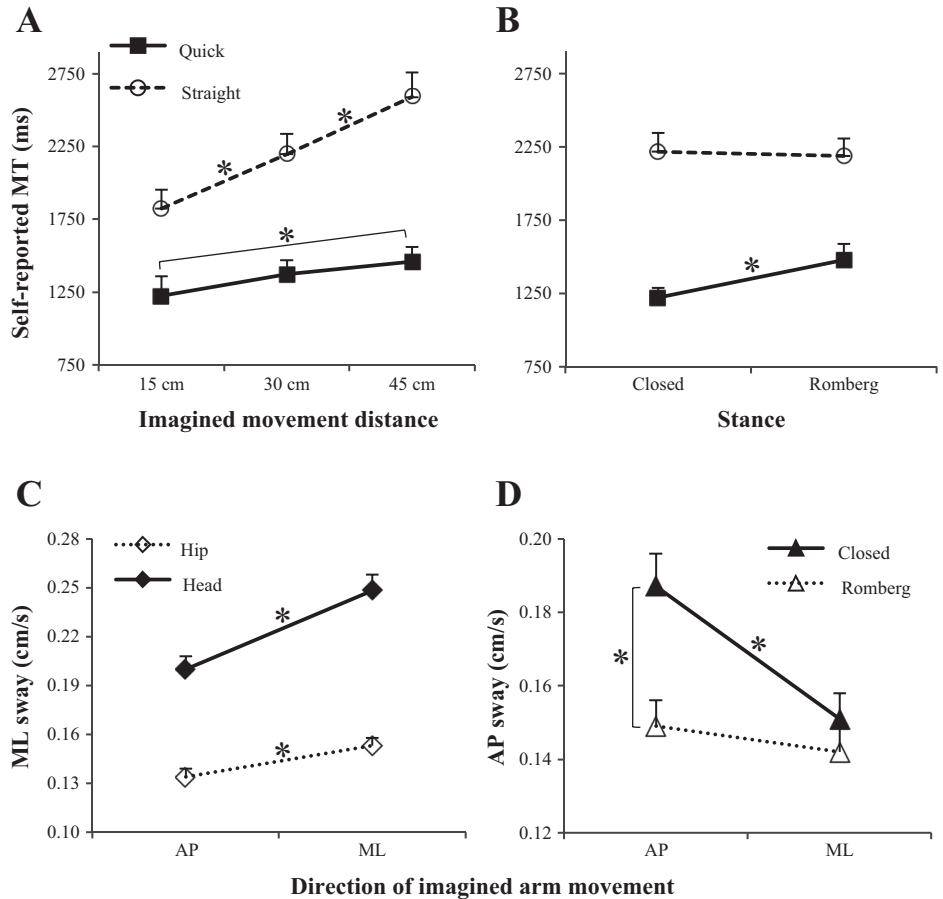 A
Quick
Straight
Self-reported MT (ms)
2750
2250
1750
1250
750
*
*
*
15 cm
30 cm
45 cm
Imagined movement distance
B
2750
2250
1750
1250
750
*
Closed
Romberg
Stance
C
Hip
Head
ML sway (cm/s)
0.28
0.25
0.22
0.19
0.16
0.13
0.10
*
*
AP
ML
D
Closed
Romberg
AP sway (cm/s)
0.20
0.18
0.16
0.14
0.12
*
*
AP
ML
Direction of imagined arm movement